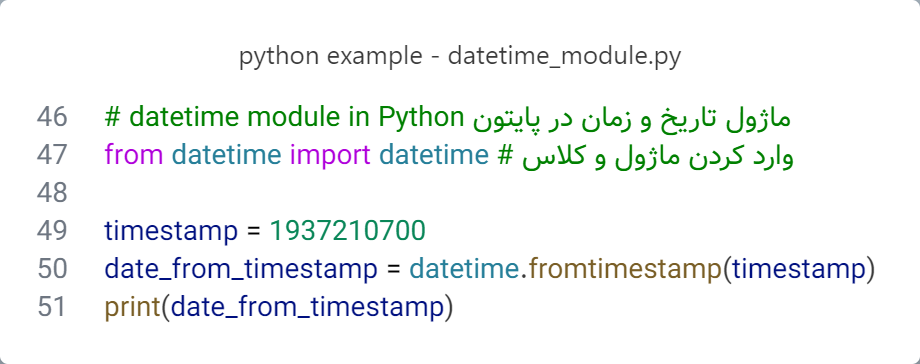 python example - datetime_module.py
46 # datetime module in Python ماژول تاریخ و زمان در پایتون
47 from datetime import datetime # وارد کردن ماژول و کلاس
48
49 timestamp = 1937210700
50 date_from_timestamp = datetime.fromtimestamp(timestamp)
51 print(date_from_timestamp)